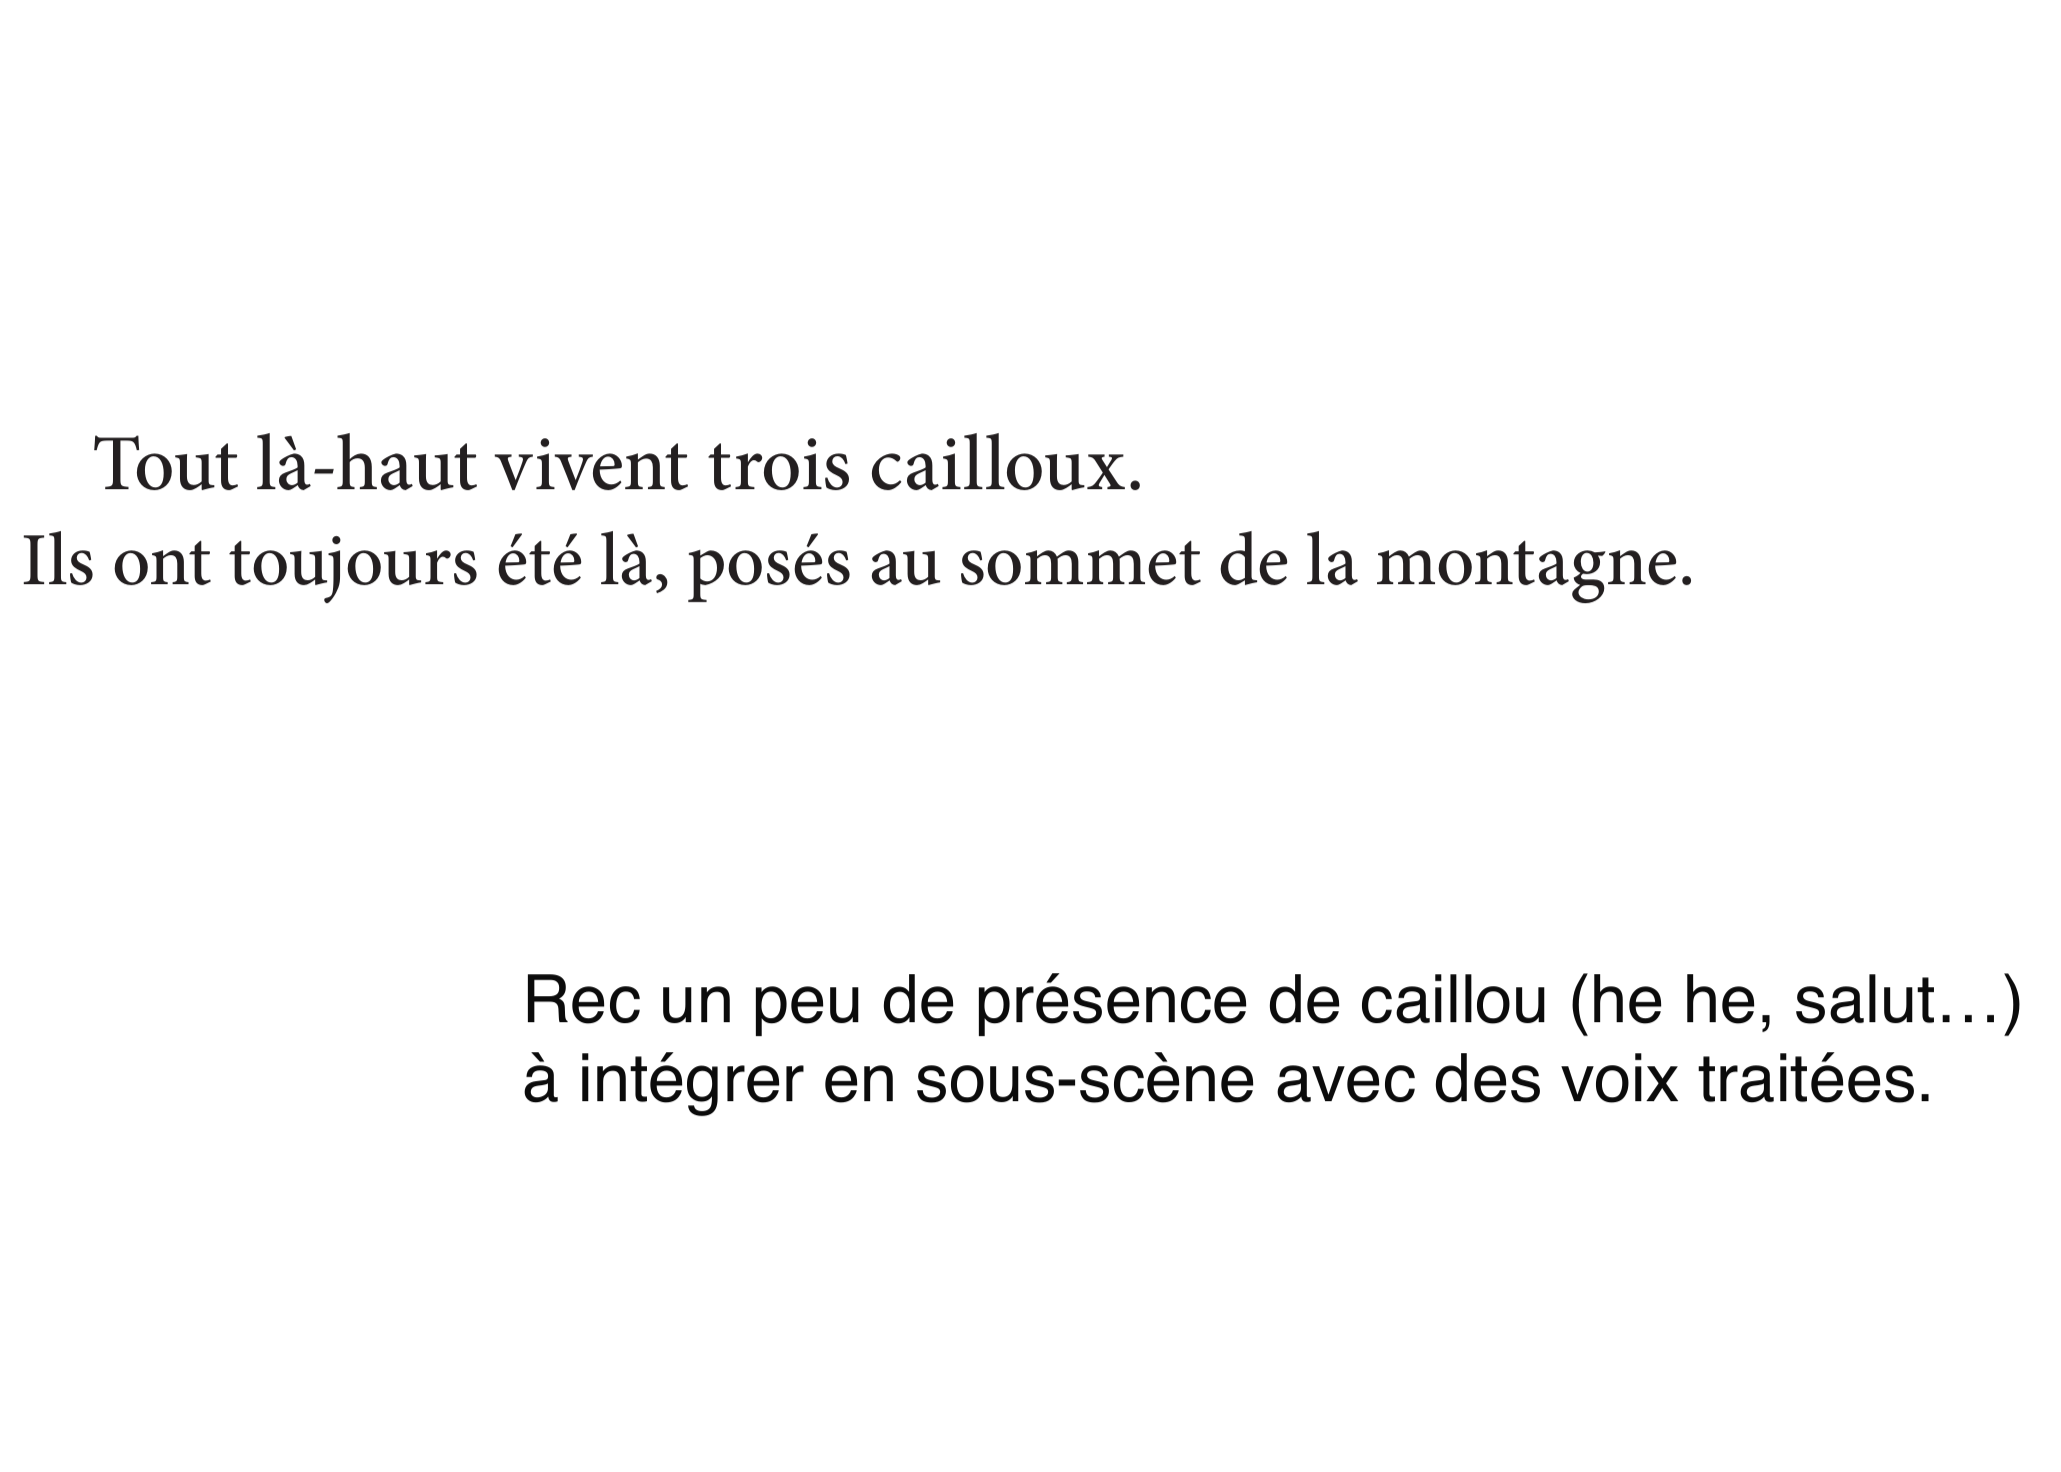 Tout là-haut vivent trois cailloux.
Ils ont toujours été là, posés au sommet de la montagne.
Rec un peu de présence de caillou (he he, salut…)
à intégrer en sous-scène avec des voix traitées.